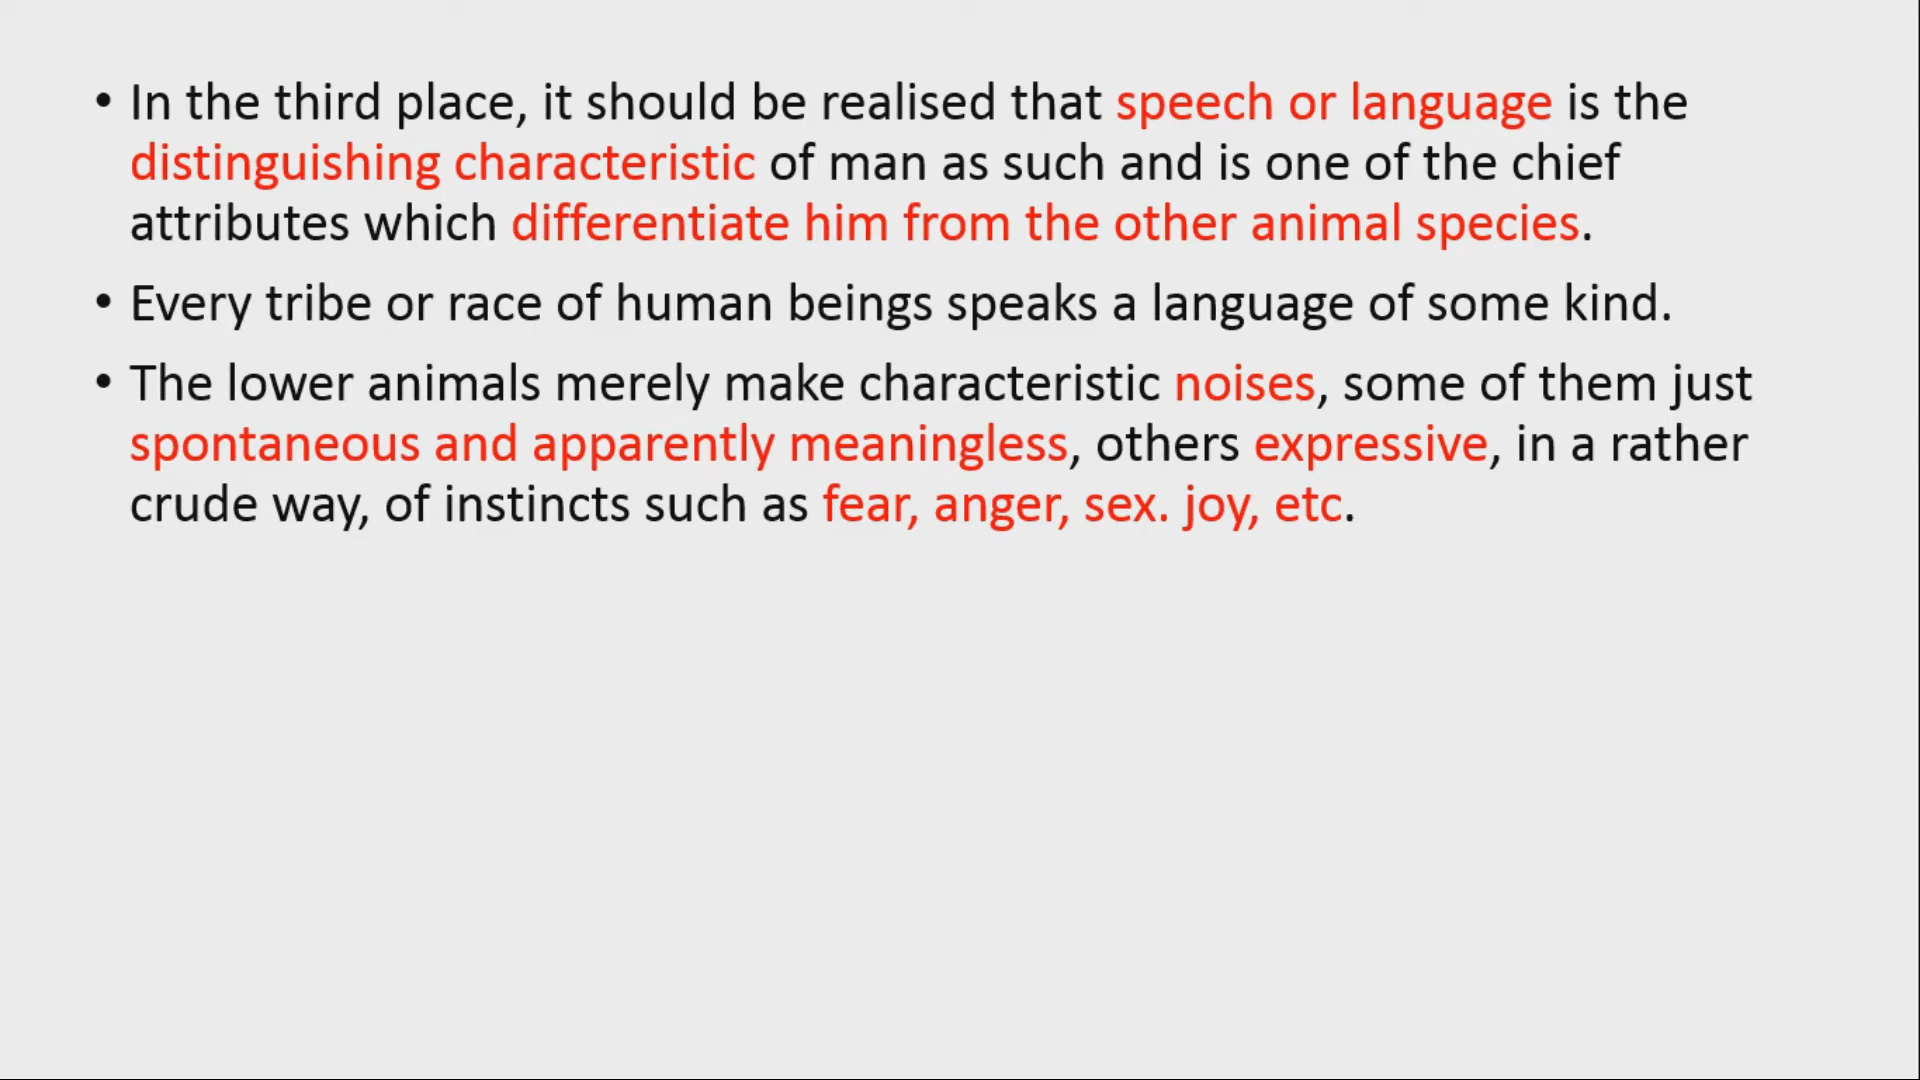 • In the third place, it should be realised that speech or language is the
distinguishing characteristic of man as such and is one of the chief
attributes which differentiate him from the other animal species.
• Every tribe or race of human beings speaks a language of some kind.
• The lower animals merely make characteristic noises, some of them just
spontaneous and apparently meaningless, others expressive, in a rather
crude way, of instincts such as fear, anger, sex. joy, etc.